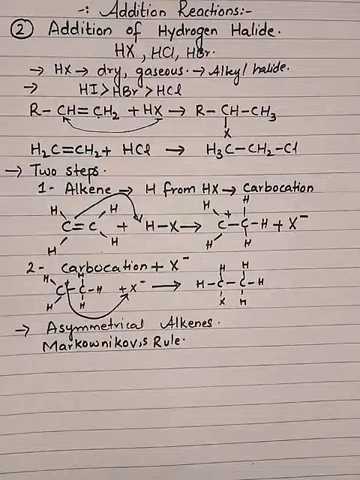 -: Addition Reactions:-
② Addition of Hydrogen Halide.
HX, HCl, HBr.
→ HX → dry, gaseous. → Alkyl halide.
→ HI > HBr > HCl
R-CH=CH₂ + HX → R-CH-CH₃
X
H₂C=CH₂ + HCl → H₃C-CH₂-Cl
→ Two steps.
1- Alkene → H from HX → Carbocation
H H H H
C=C + H-X → C⁺-C-H + X⁻
H H H H
2- Carbocation + X⁻
H H H H
C⁺-C-H + X⁻ → H-C-C-H
H H X H
→ Asymmetrical Alkenes.
Markownikov,s Rule.